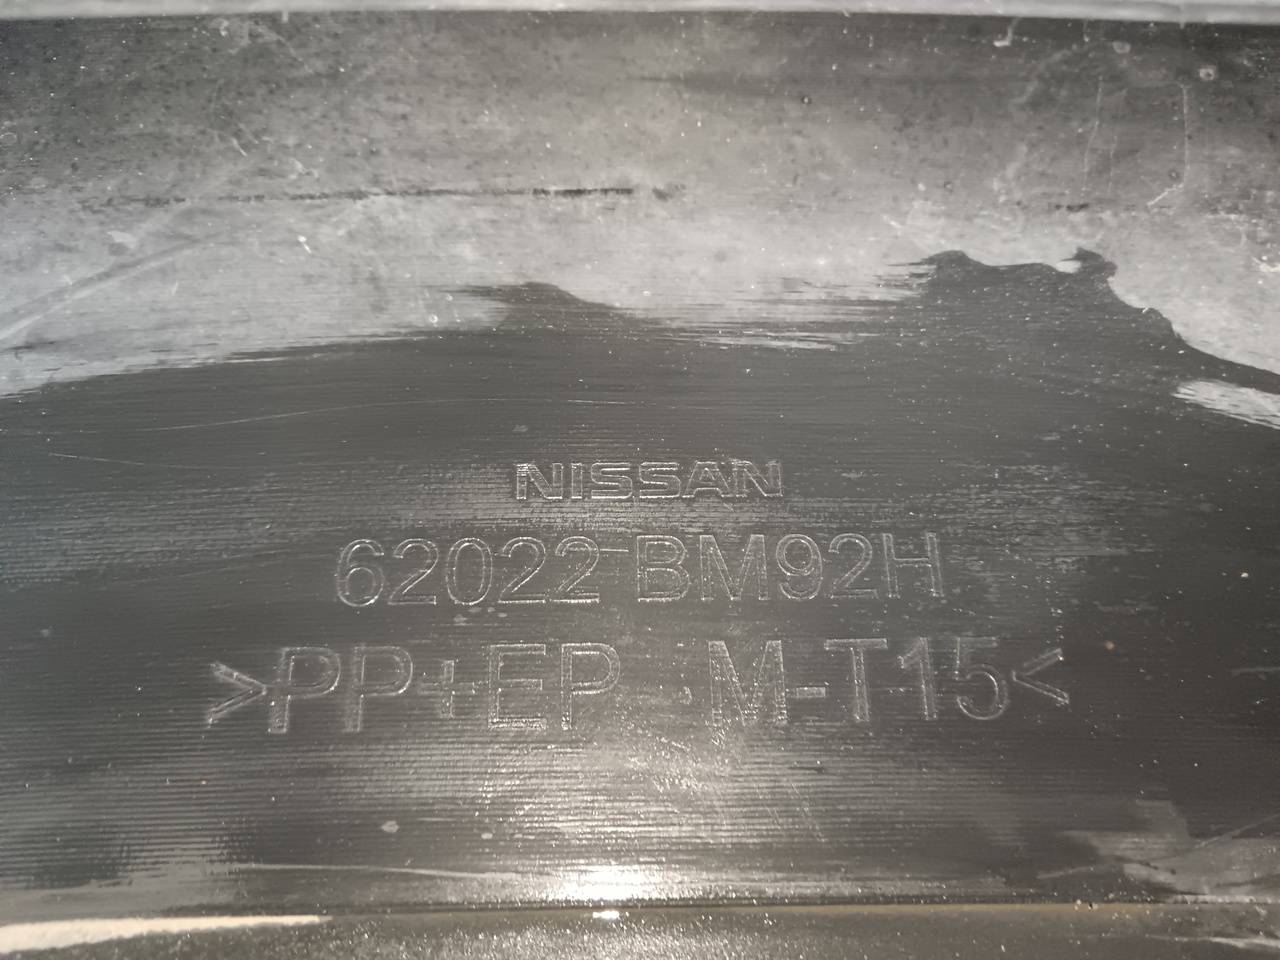 NISSAN
62022 BM92H
>PP+EP M-T15<